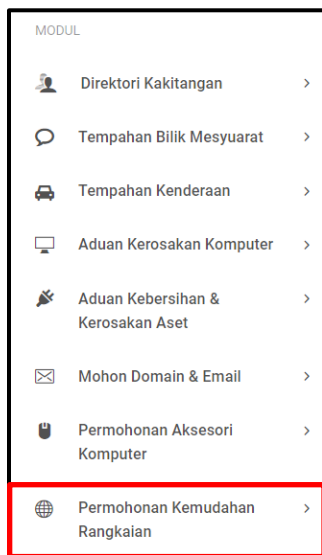 MODUL
Direktori Kakitangan
Tempahan Bilik Mesyuarat
Tempahan Kenderaan
Aduan Kerosakan Komputer
Aduan Kebersihan &
Kerosakan Aset
Mohon Domain & Email
Permohonan Aksesori
Komputer
Permohonan Kemudahan
Rangkaian